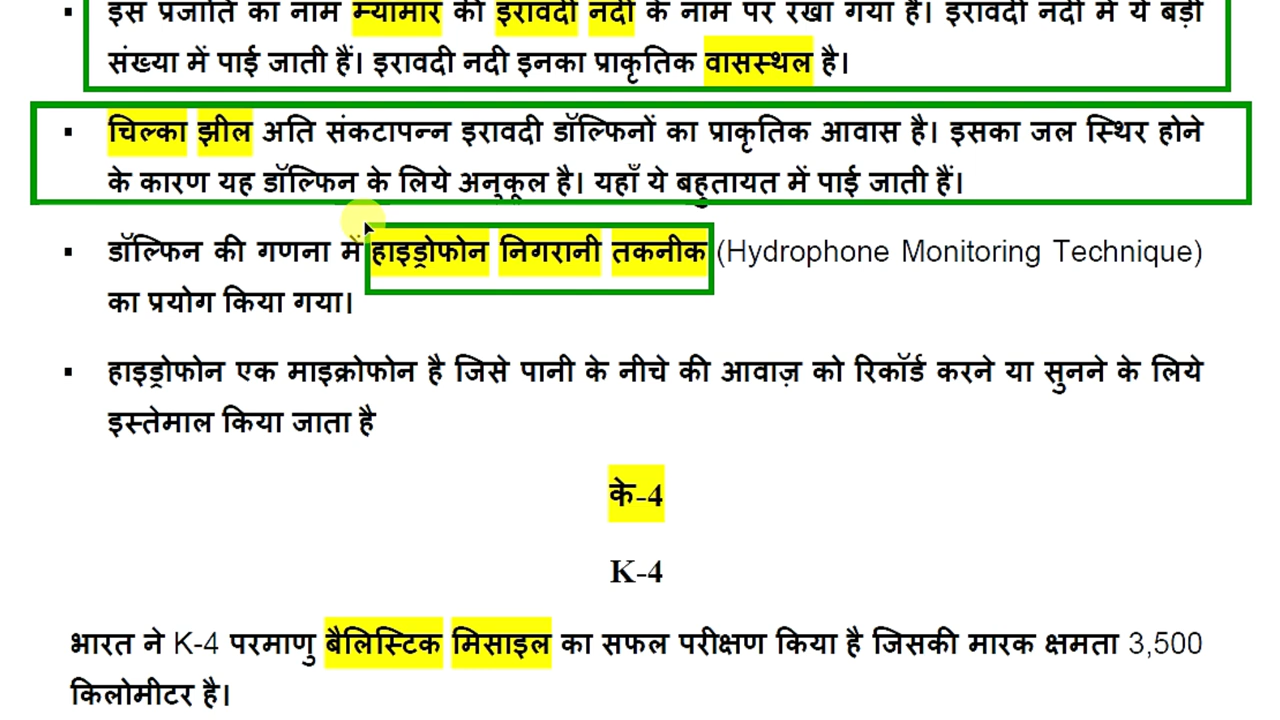 इस प्रजाति का नाम म्यांमार की इरावदी नदी के नाम पर रखा गया है। इरावदी नदी में ये बड़ी
संख्या में पाई जाती हैं। इरावदी नदी इनका प्राकृतिक वासस्थल है।
▪ चिल्का झील अति संकटापन्न इरावदी डॉल्फिनों का प्राकृतिक आवास है। इसका जल स्थिर होने
के कारण यह डॉल्फिन के लिये अनुकूल है। यहाँ ये बहुतायत में पाई जाती हैं।
▪ डॉल्फिन की गणना में हाइड्रोफोन निगरानी तकनीक (Hydrophone Monitoring Technique)
का प्रयोग किया गया।
▪ हाइड्रोफोन एक माइक्रोफोन है जिसे पानी के नीचे की आवाज़ को रिकॉर्ड करने या सुनने के लिये
इस्तेमाल किया जाता है
के-4
K-4
भारत ने K-4 परमाणु बैलिस्टिक मिसाइल का सफल परीक्षण किया है जिसकी मारक क्षमता 3,500
किलोमीटर है।